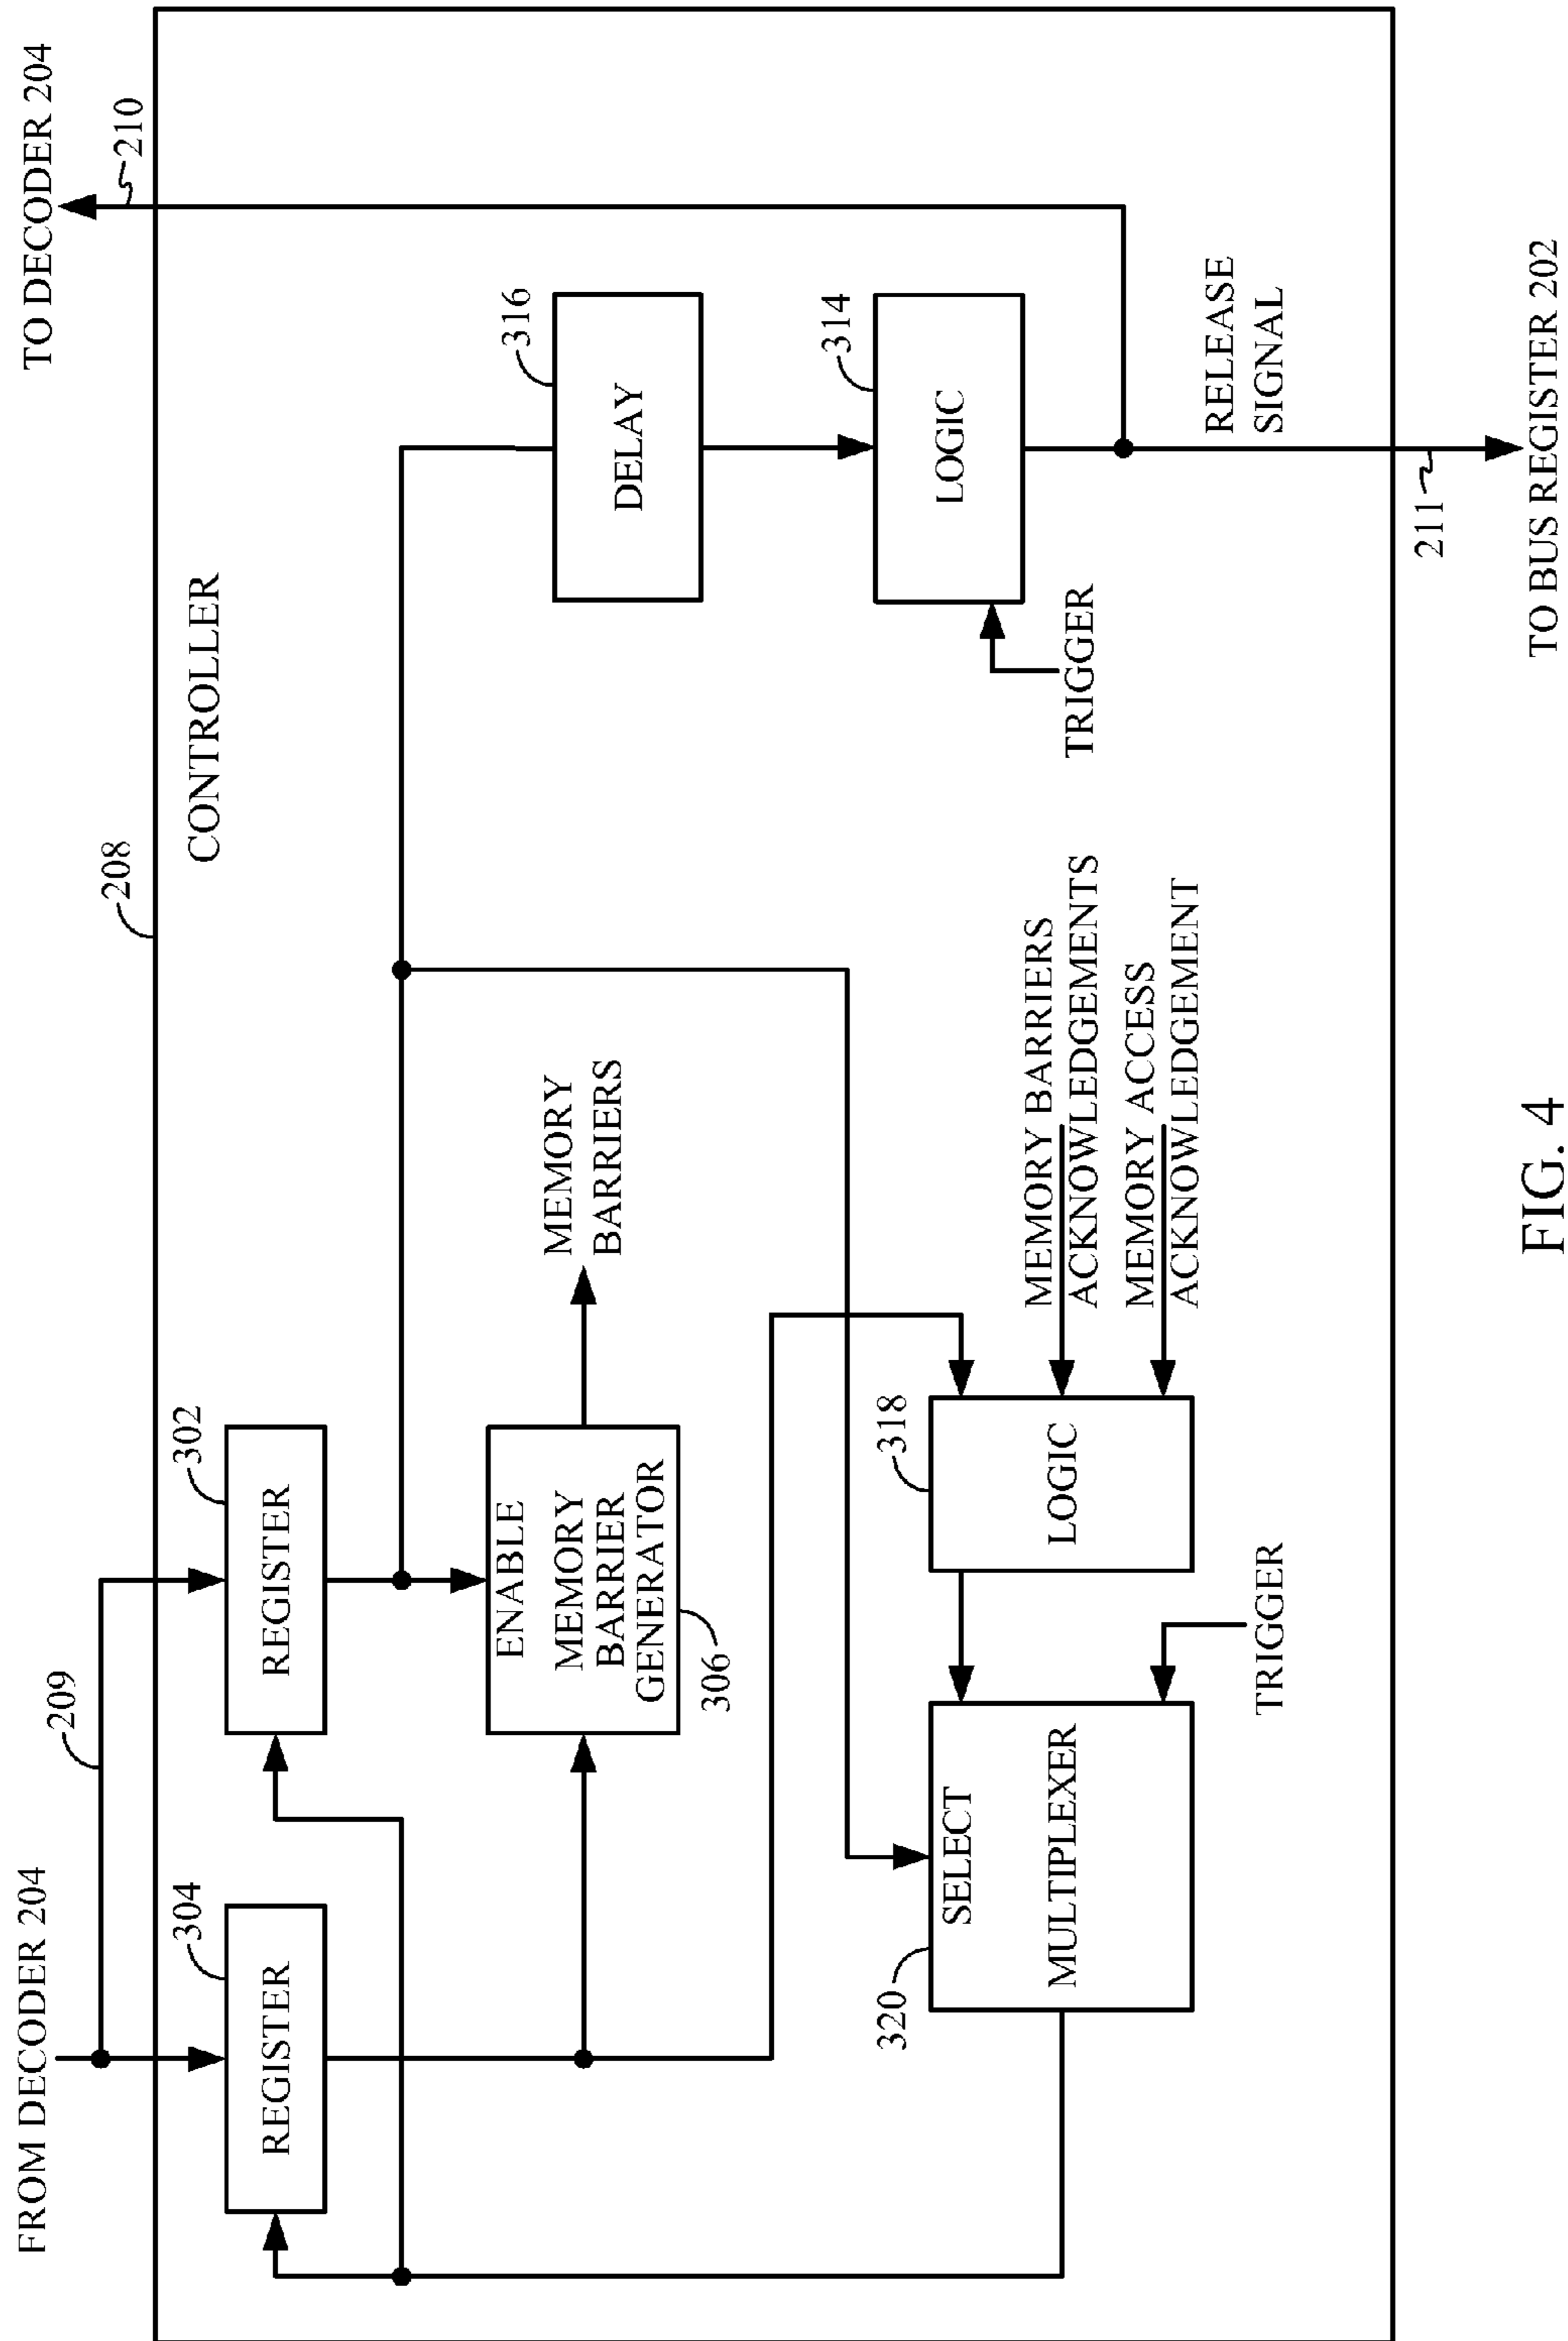 FROM DECODER 204
TO DECODER 204
209
210
208
CONTROLLER
304
REGISTER
302
REGISTER
ENABLE
MEMORY
BARRIER
GENERATOR
306
MEMORY
BARRIERS
316
DELAY
314
LOGIC
TRIGGER
RELEASE
SIGNAL
320
SELECT
MULTIPLEXER
318
LOGIC
MEMORY BARRIERS
ACKNOWLEDGEMENTS
MEMORY ACCESS
ACKNOWLEDGEMENT
TRIGGER
211
TO BUS REGISTER 202
FIG. 4